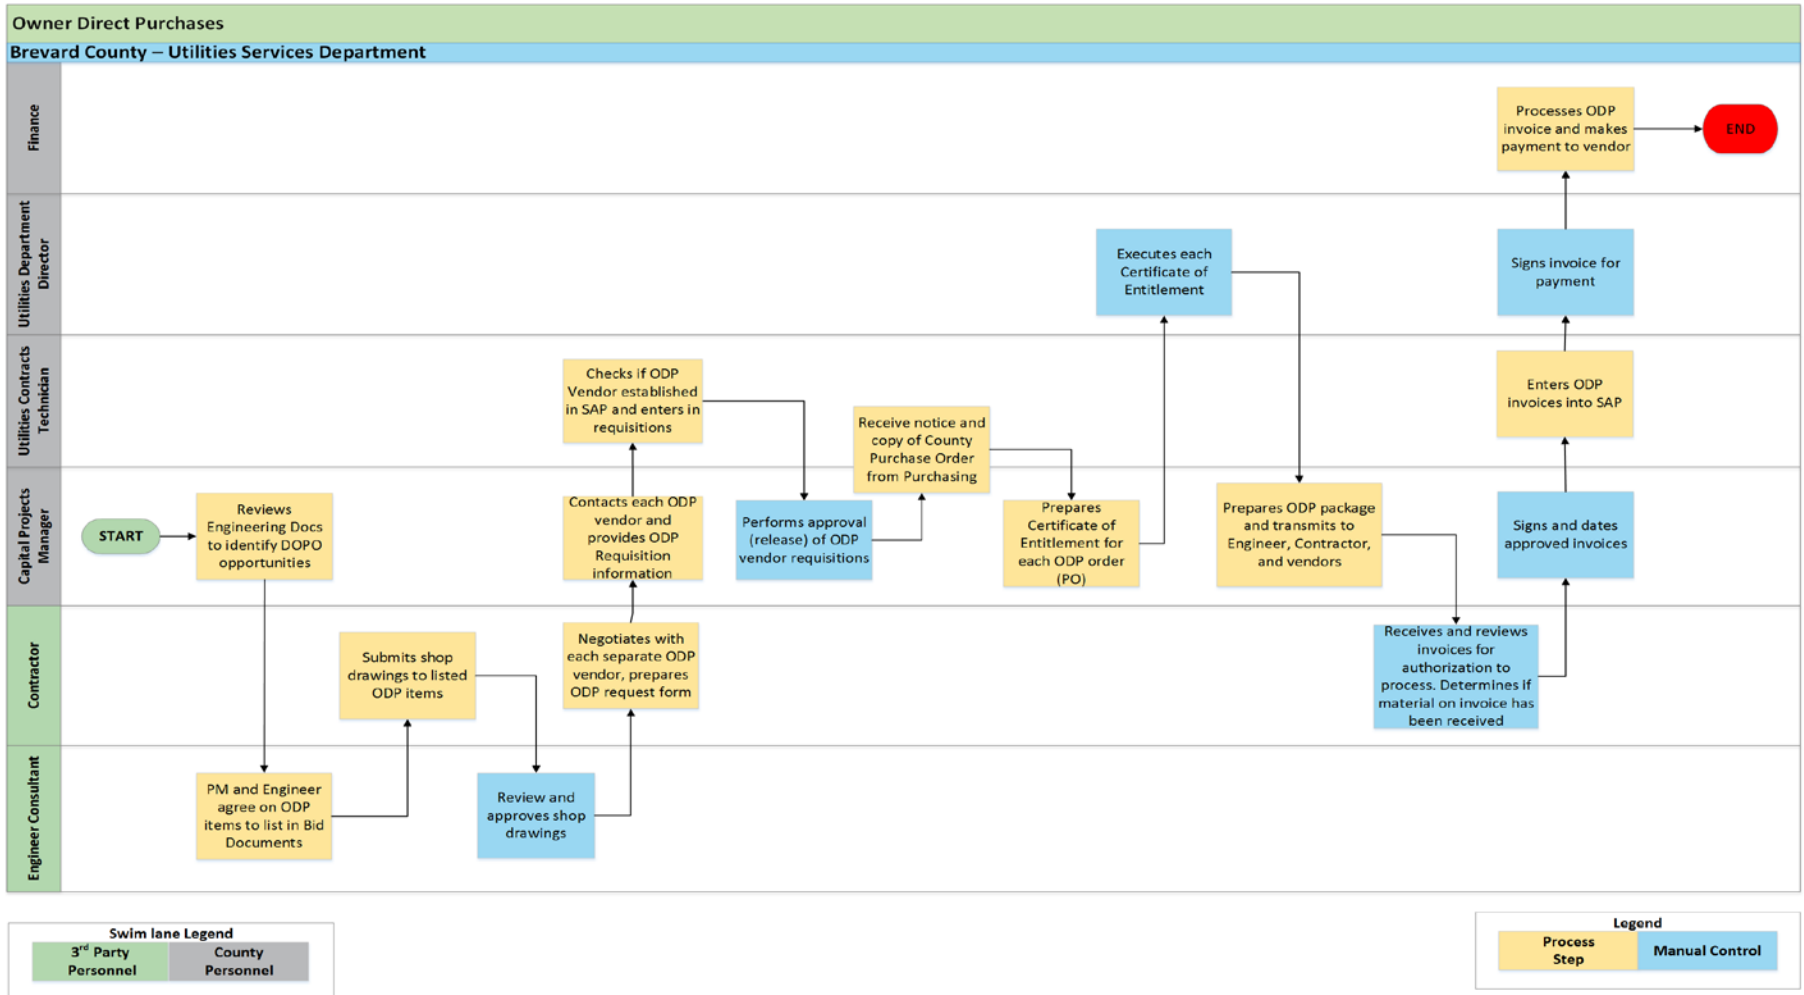 Owner Direct Purchases
Brevard County – Utilities Services Department
Finance
Processes ODP
invoice and makes
payment to vendor
END
Utilities Department
Director
Executes each
Certificate of
Entitlement
Signs invoice for
payment
Utilities Contracts
Technician
Checks if ODP
Vendor established
in SAP and enters in
requisitions
Receive notice and
copy of County
Purchase Order
from Purchasing
Enters ODP
invoices into SAP
Capital Projects
Manager
START
Reviews
Engineering Docs
to identify DOPO
opportunities
Contacts each ODP
vendor and
provides ODP
Requisition
information
Performs approval
(release) of ODP
vendor requisitions
Prepares
Certificate of
Entitlement for
each ODP order
(PO)
Prepares ODP package
and transmits to
Engineer, Contractor,
and vendors
Signs and dates
approved invoices
Contractor
Submits shop
drawings to listed
ODP items
Negotiates with
each separate ODP
vendor, prepares
ODP request form
Receives and reviews
invoices for
authorization to
process. Determines if
material on invoice has
been received
Engineer Consultant
PM and Engineer
agree on ODP
items to list in Bid
Documents
Review and
approves shop
drawings
Swim lane Legend
3rd Party
Personnel
County
Personnel
Legend
Process
Step
Manual Control